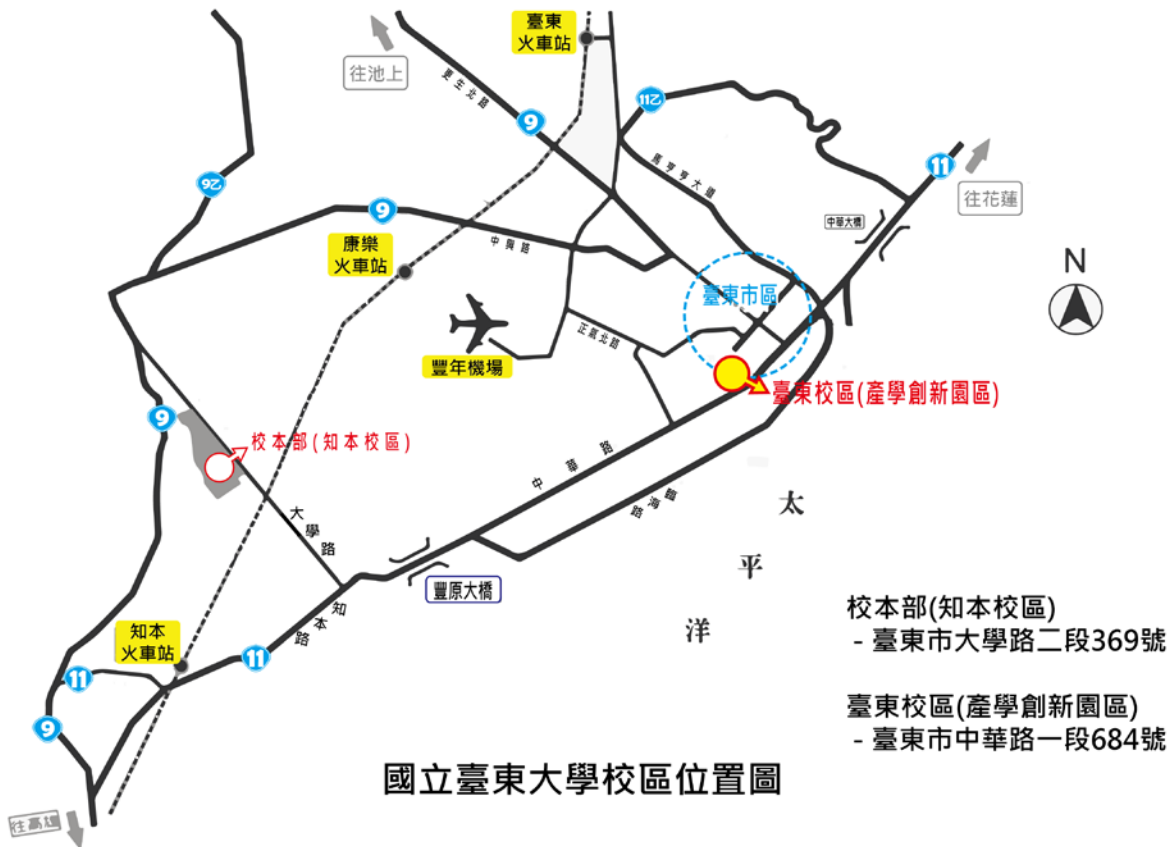 臺東
火車站
往池上
更生北路
9
11乙
馬亨亨大道
11
往花蓮
中華大橋
9乙
9
中興路
康樂
火車站
臺東市區
N
正氣北路
豐年機場
臺東校區(產學創新園區)
9
校本部(知本校區)
中華路
臨海路
太平洋
大學路
豐原大橋
知本路
知本
火車站
11
11
9
往高雄
校本部(知本校區)
- 臺東市大學路二段369號
臺東校區(產學創新園區)
- 臺東市中華路一段684號
國立臺東大學校區位置圖